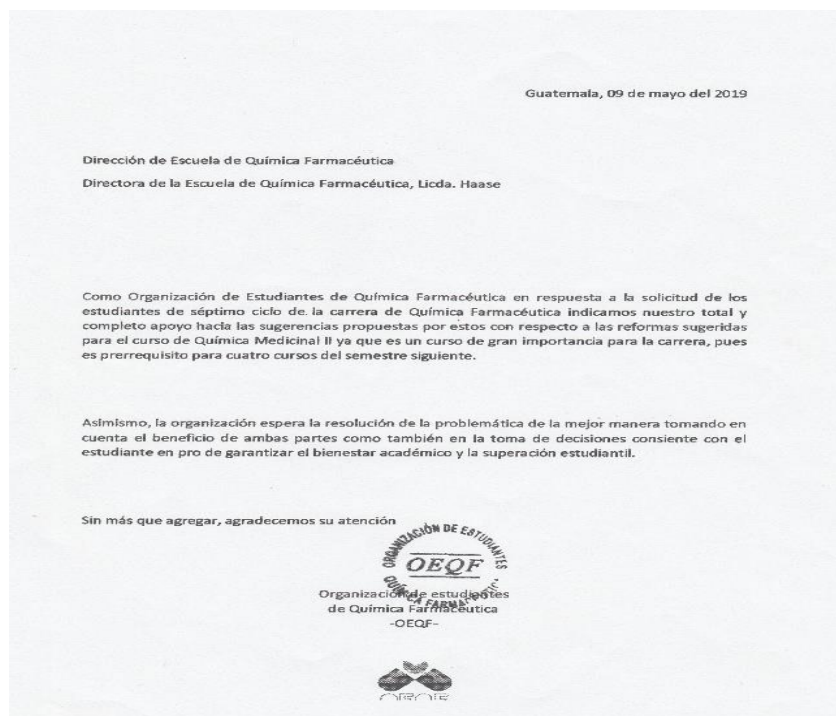 Guatemala, 09 de mayo del 2019
Dirección de Escuela de Química Farmacéutica
Directora de la Escuela de Química Farmacéutica, Licda. Haase
Como Organización de Estudiantes de Química Farmacéutica en respuesta a la solicitud de los
estudiantes de séptimo ciclo de la carrera de Química Farmacéutica indicamos nuestro total y
completo apoyo hacia las sugerencias propuestas por estos con respecto a las reformas sugeridas
para el curso de Química Medicinal II ya que es un curso de gran importancia para la carrera, pues
es prerrequisito para cuatro cursos del semestre siguiente.
Asimismo, la organización espera la resolución de la problemática de la mejor manera tomando en
cuenta el beneficio de ambas partes como también en la toma de decisiones consiente con el
estudiante en pro de garantizar el bienestar académico y la superación estudiantil.
Sin más que agregar, agradecemos su atención
ORGANIZACIÓN DE ESTUDIANTES
OEQF
QUÍMICA
Organización de estudiantes
de Química Farmacéutica
-OEQF-
OEQF